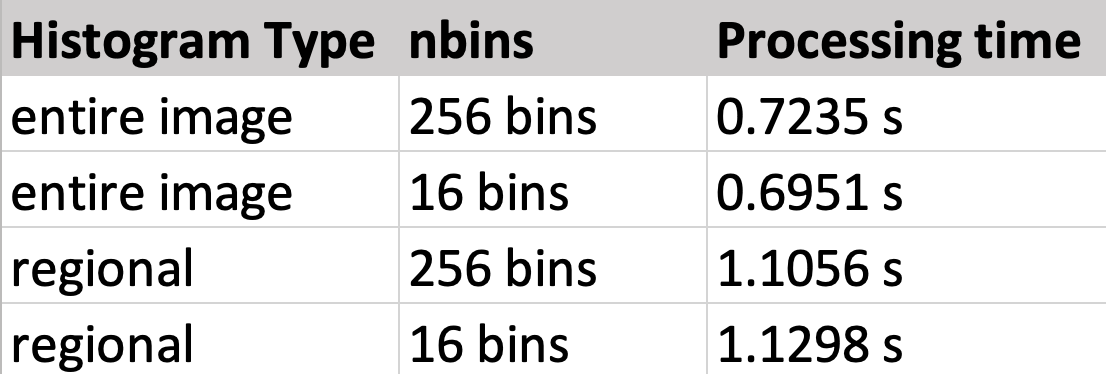 Histogram Type nbins Processing time
entire image 256 bins 0.7235 s
entire image 16 bins 0.6951 s
regional 256 bins 1.1056 s
regional 16 bins 1.1298 s